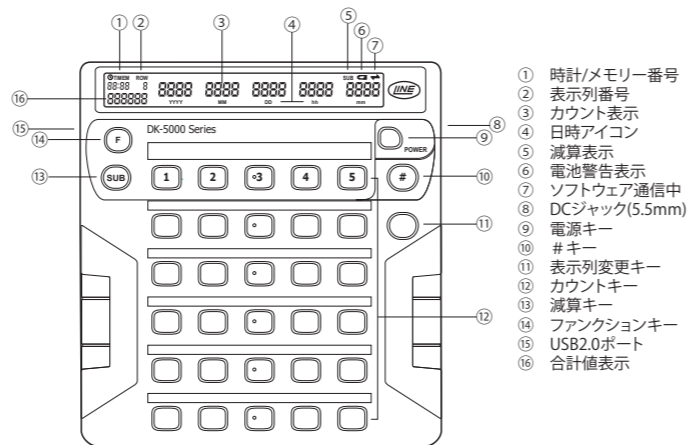 ① ② ③ ④ ⑤ ⑥ ⑦
TIMEM ROW SUB
88:88 8 8888 8888 8888 8888 8888
888888 YYYY MM DD hh mm
LINE
⑯
⑮
⑭
F
DK-5000 Series
POWER
⑧
⑨
⑬
SUB
1 2 3 4 5
#
⑩
⑪
⑫
① 時計/メモリー番号
② 表示列番号
③ カウント表示
④ 日時アイコン
⑤ 減算表示
⑥ 電池警告表示
⑦ ソフトウェア通信中
⑧ DCジャック(5.5mm)
⑨ 電源キー
⑩ #キー
⑪ 表示列変更キー
⑫ カウントキー
⑬ 減算キー
⑭ ファンクションキー
⑮ USB2.0ポート
⑯ 合計値表示